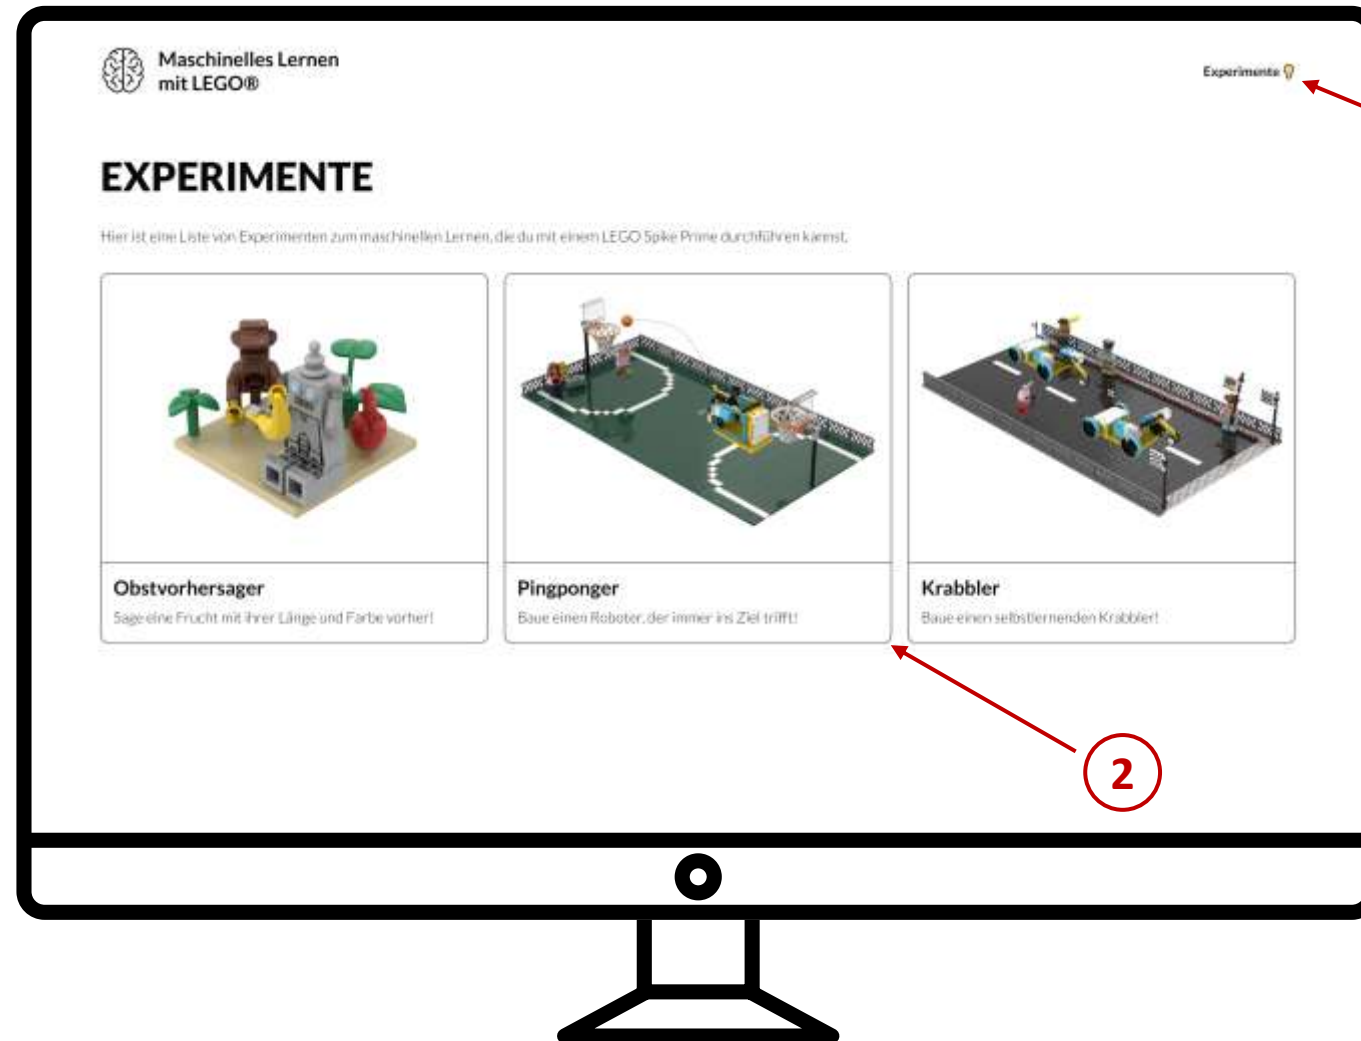 Maschinelles Lernen
mit LEGO®
Experimente
EXPERIMENTE
Hier ist eine Liste von Experimenten zum maschinellen Lernen, die du mit einem LEGO Spike Prime durchführen kannst.
Obstvorhersager
Sage eine Frucht mit ihrer Länge und Farbe vorher!
Pingponger
Baue einen Roboter, der immer ins Ziel trifft!
Krabbler
Baue einen selbstlernenden Krabbler!
2